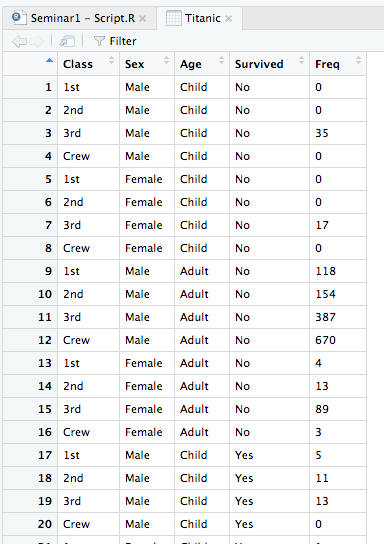 Seminar1 - Script.R × Titanic ×
Filter
Class Sex Age Survived Freq
1 1st Male Child No 0
2 2nd Male Child No 0
3 3rd Male Child No 35
4 Crew Male Child No 0
5 1st Female Child No 0
6 2nd Female Child No 0
7 3rd Female Child No 17
8 Crew Female Child No 0
9 1st Male Adult No 118
10 2nd Male Adult No 154
11 3rd Male Adult No 387
12 Crew Male Adult No 670
13 1st Female Adult No 4
14 2nd Female Adult No 13
15 3rd Female Adult No 89
16 Crew Female Adult No 3
17 1st Male Child Yes 5
18 2nd Male Child Yes 11
19 3rd Male Child Yes 13
20 Crew Male Child Yes 0